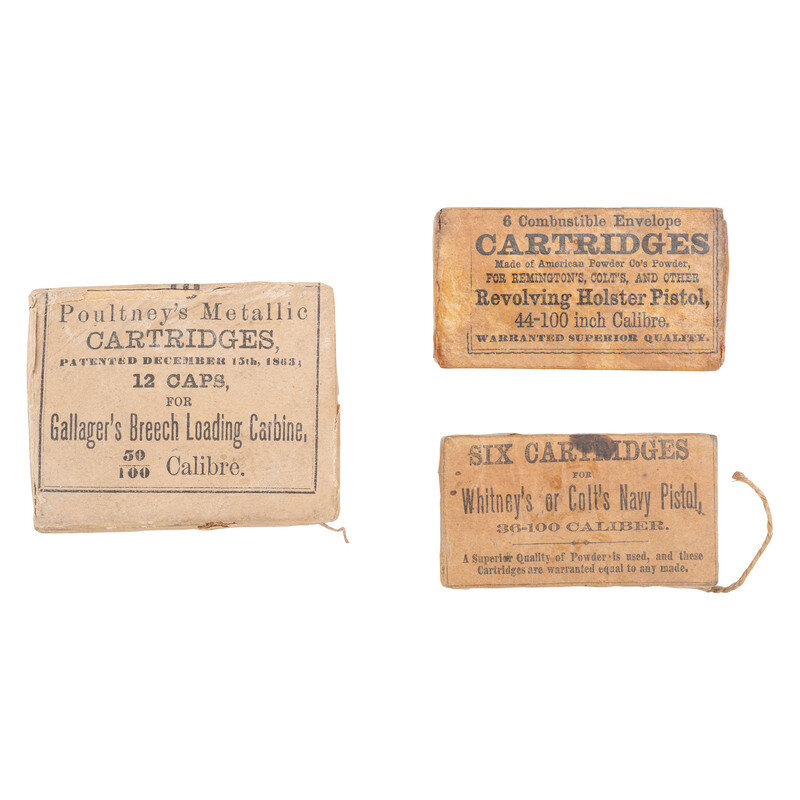 10
Poultney's Metallic
CARTRIDGES,
PATENTED DECEMBER 15th, 1863;
12 CAPS,
FOR
Gallager's Breech Loading Carbine,
50
100 Calibre.
6 Combustible Envelope
CARTRIDGES
Made of American Powder Co's Powder,
FOR REMINGTON'S, COLT'S, AND OTHER
Revolving Holster Pistol,
44-100 inch Calibre.
WARRANTED SUPERIOR QUALITY.
SIX CARTRIDGES
FOR
Whitney's or Colt's Navy Pistol,
36-100 CALIBER.
A Superior Quality of Powder is used, and these
Cartridges are warranted equal to any made.